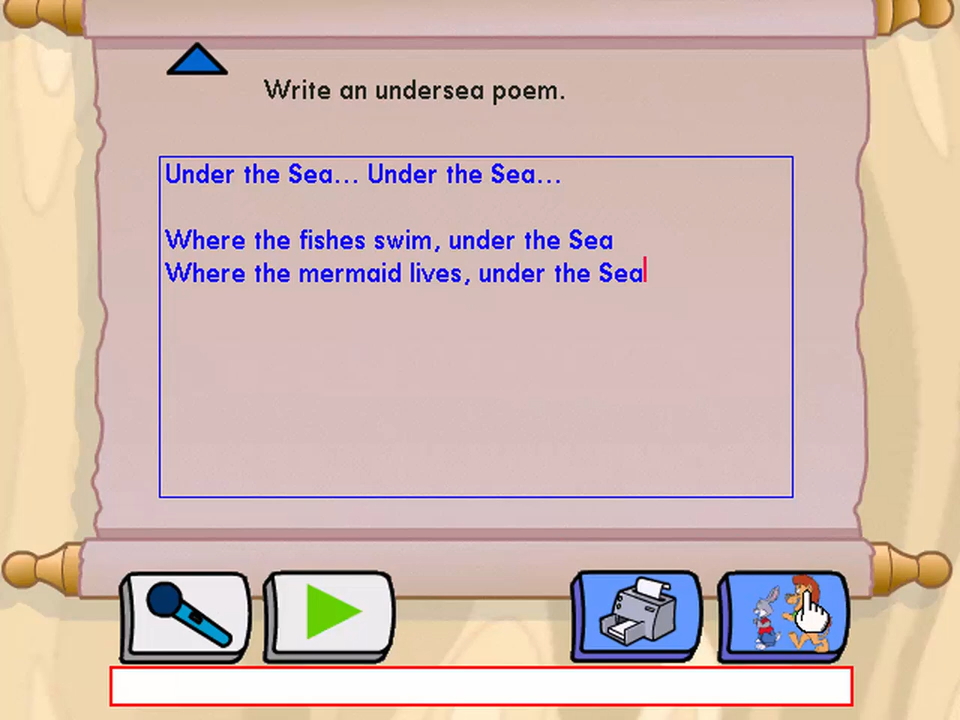 Write an undersea poem.
Under the Sea... Under the Sea...
Where the fishes swim, under the Sea
Where the mermaid lives, under the Sea